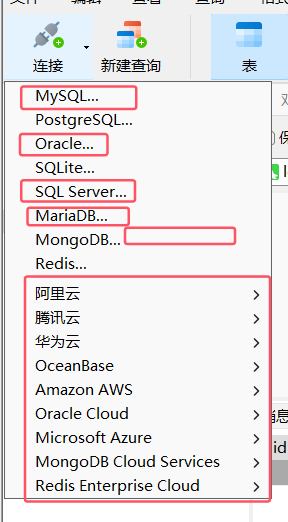 连接
新建查询
表
MySQL...
PostgreSQL...
Oracle...
SQLite...
SQL Server...
MariaDB...
MongoDB...
Redis...
阿里云
腾讯云
华为云
OceanBase
Amazon AWS
Oracle Cloud
Microsoft Azure
MongoDB Cloud Services
Redis Enterprise Cloud
id